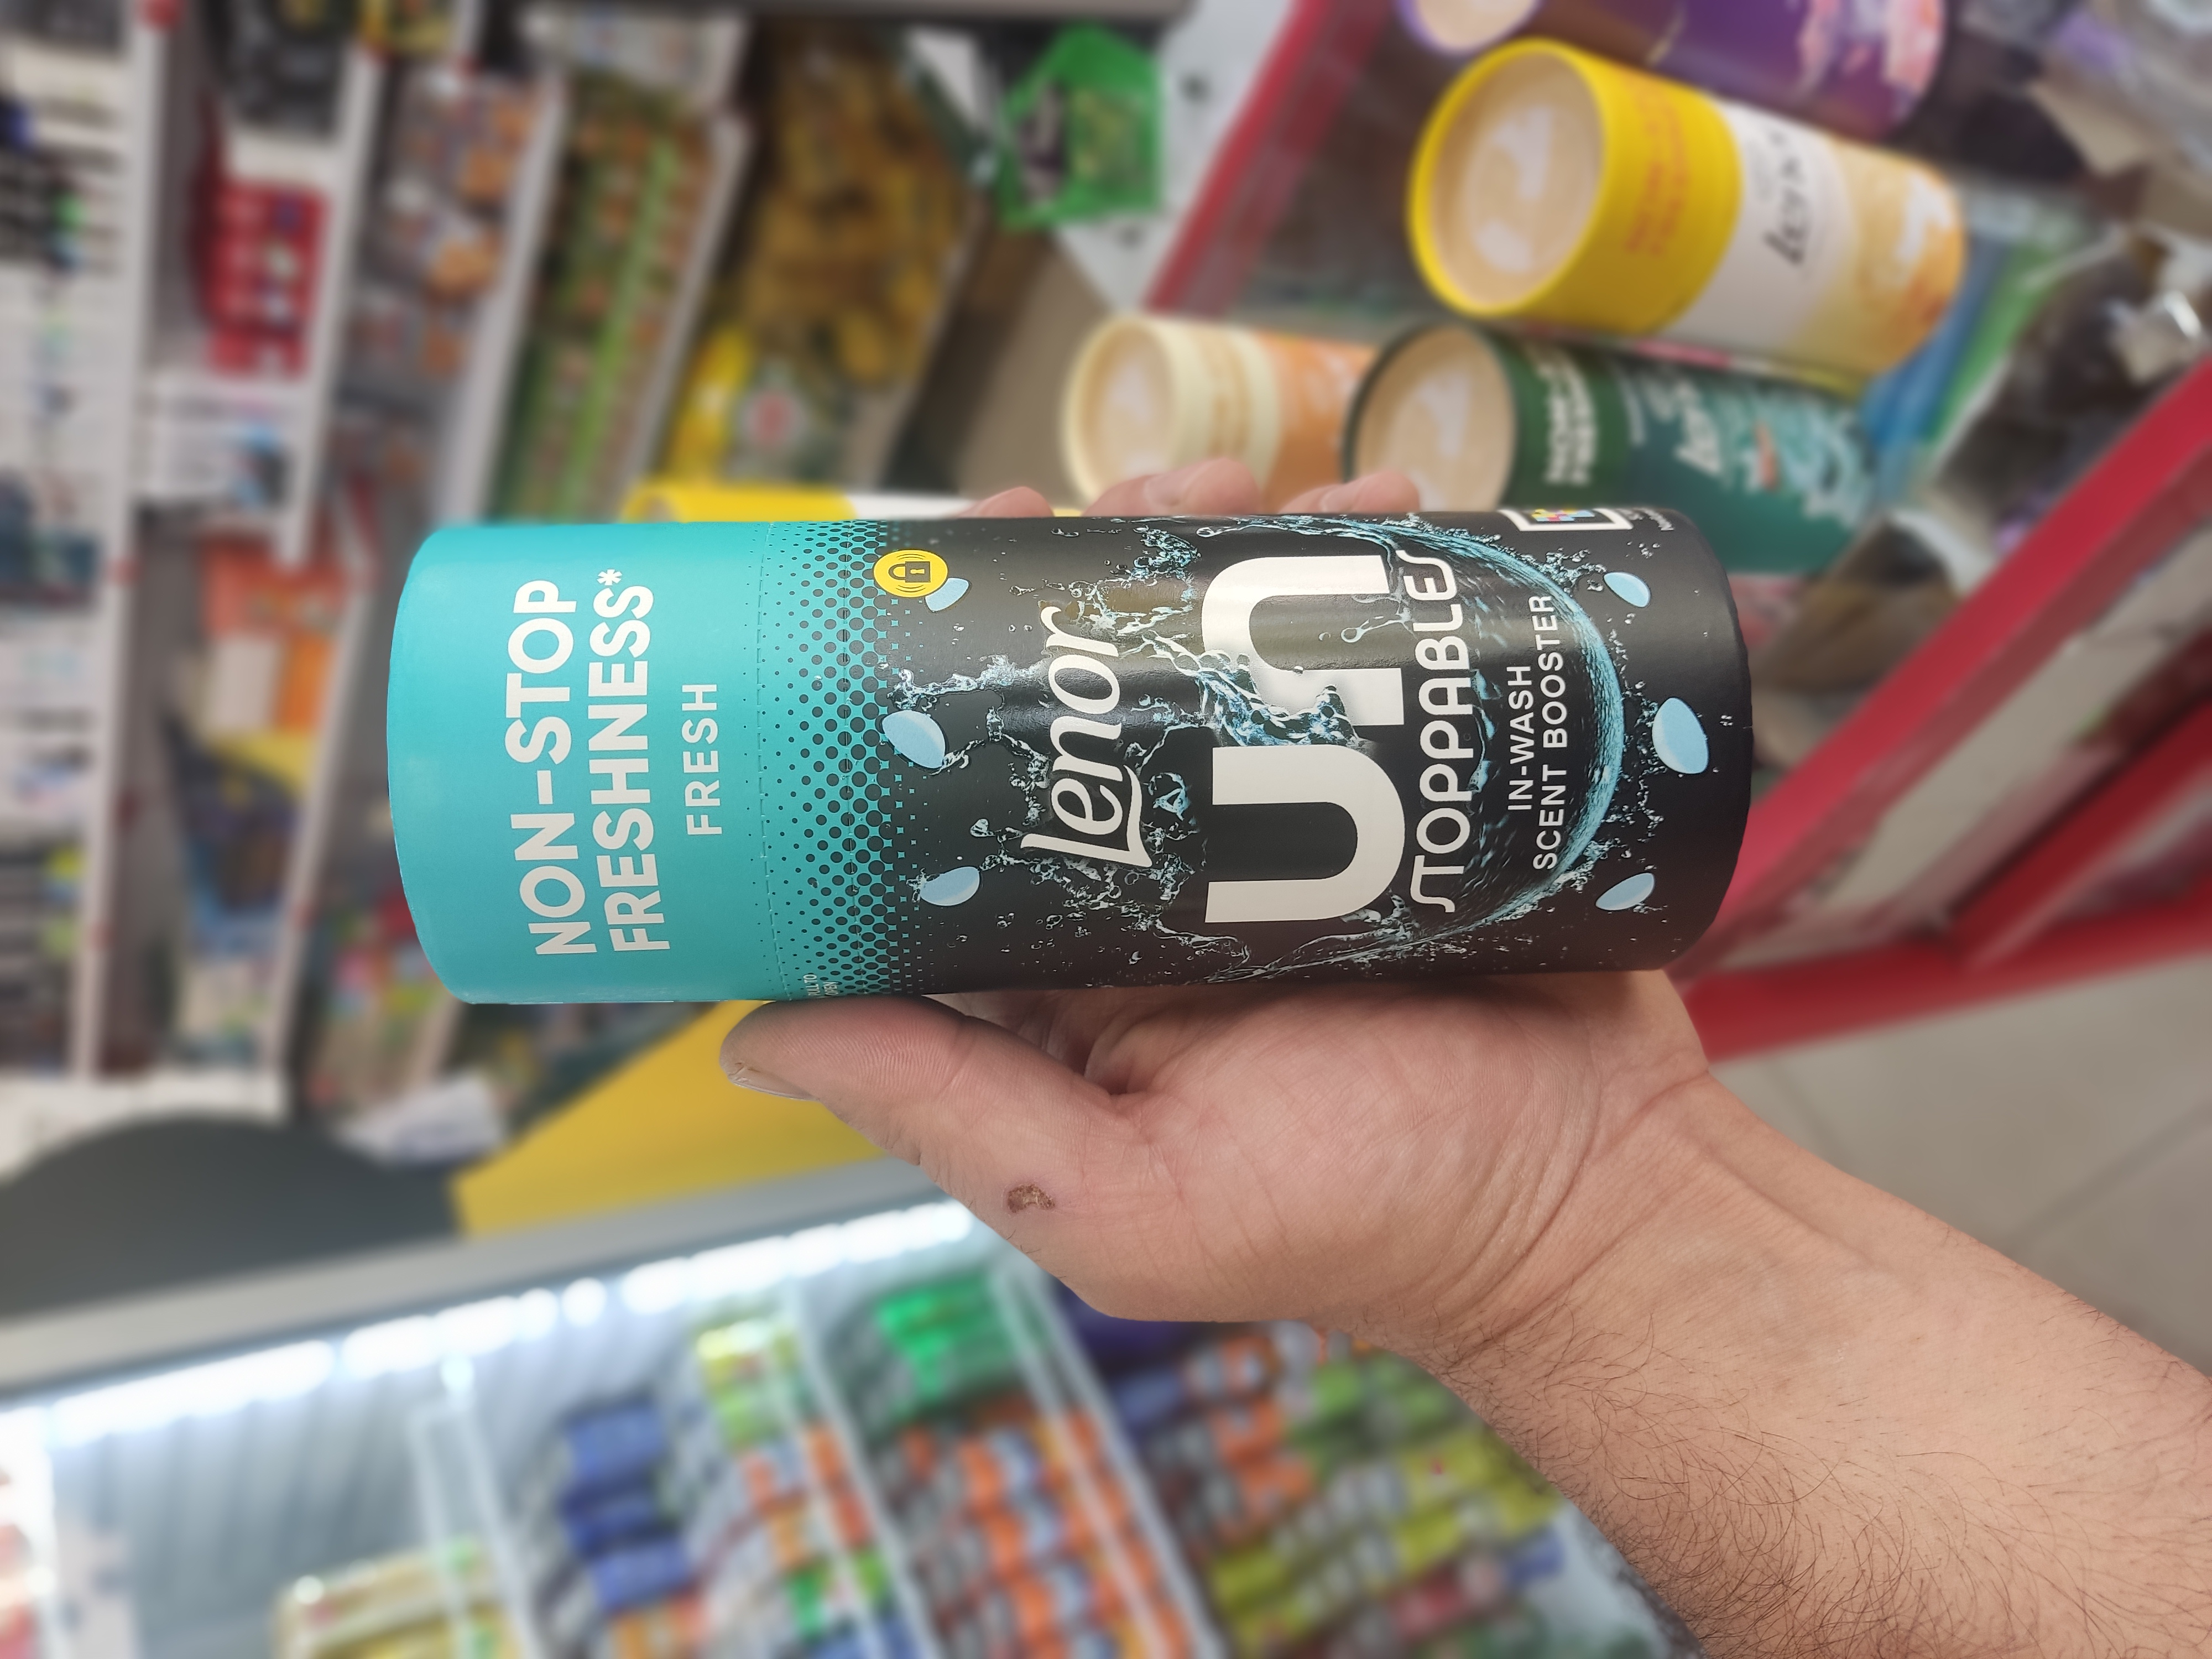 NON-STOP
FRESHNESS*
FRESH
Lenor
un
STOPPABLES
IN-WASH
SCENT BOOSTER